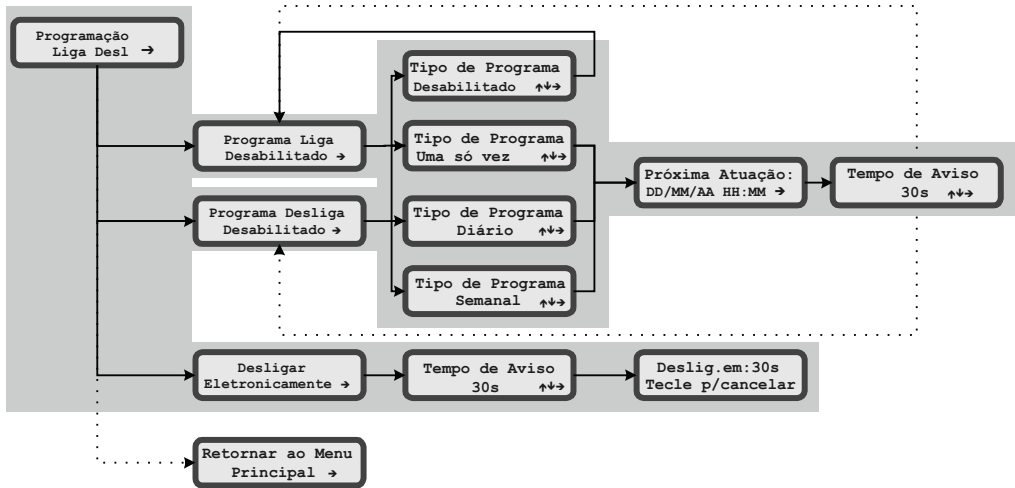 Programação
Liga Desl →
Tipo de Programa
Desabilitado ↑↓→
Programa Liga
Desabilitado →
Tipo de Programa
Uma só vez ↑↓→
Próxima Atuação:
DD/MM/AA HH:MM →
Tempo de Aviso
30s ↑↓→
Programa Desliga
Desabilitado →
Tipo de Programa
Diário ↑↓→
Tipo de Programa
Semanal ↑↓→
Desligar
Eletronicamente →
Tempo de Aviso
30s ↑↓→
Deslig.em:30s
Tecle p/cancelar
Retornar ao Menu
Principal →